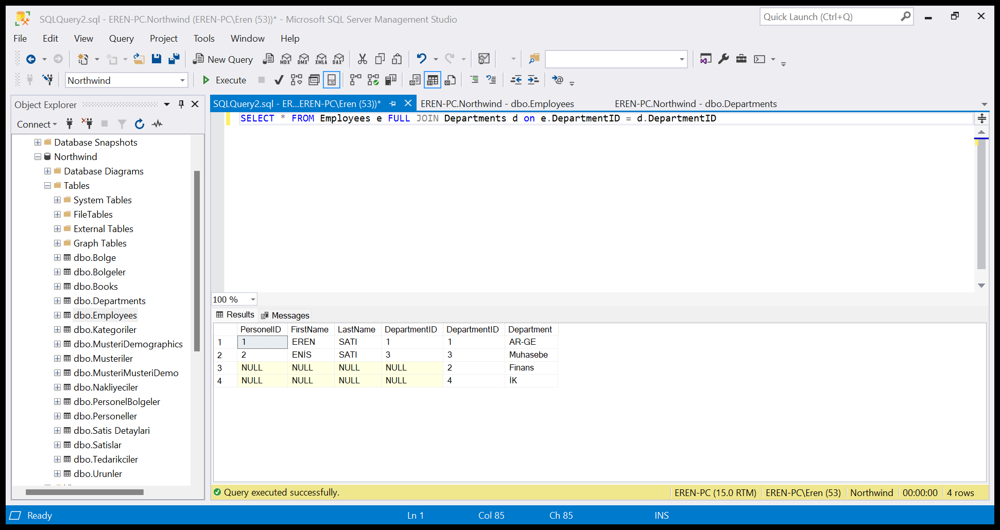 SQLQuery2.sql - EREN-PC.Northwind (EREN-PC\Eren (53))* - Microsoft SQL Server Management Studio
Quick Launch (Ctrl+Q)
File Edit View Query Project Tools Window Help
New Query MDX DMX XMLA DAX
Northwind Execute
Object Explorer
Connect
Database Snapshots
Northwind
Database Diagrams
Tables
System Tables
FileTables
External Tables
Graph Tables
dbo.Bolge
dbo.Bolgeler
dbo.Books
dbo.Departments
dbo.Employees
dbo.Kategoriler
dbo.MusteriDemographics
dbo.Musteriler
dbo.MusteriMusteriDemo
dbo.Nakliyeciler
dbo.PersonelBolgeler
dbo.Personeller
dbo.Satis Detaylari
dbo.Satislar
dbo.Tedarikciler
dbo.Urunler
SQLQuery2.sql - ER...EREN-PC\Eren (53))* EREN-PC.Northwind - dbo.Employees EREN-PC.Northwind - dbo.Departments
SELECT * FROM Employees e FULL JOIN Departments d on e.DepartmentID = d.DepartmentID
100 %
Results Messages
PersonelID FirstName LastName DepartmentID DepartmentID Department
1 1 EREN SATI 1 1 AR-GE
2 2 ENİS SATI 3 3 Muhasebe
3 NULL NULL NULL NULL 2 Finans
4 NULL NULL NULL NULL 4 İK
Query executed successfully. EREN-PC (15.0 RTM) EREN-PC\Eren (53) Northwind 00:00:00 4 rows
Ready Ln 1 Col 85 Ch 85 INS